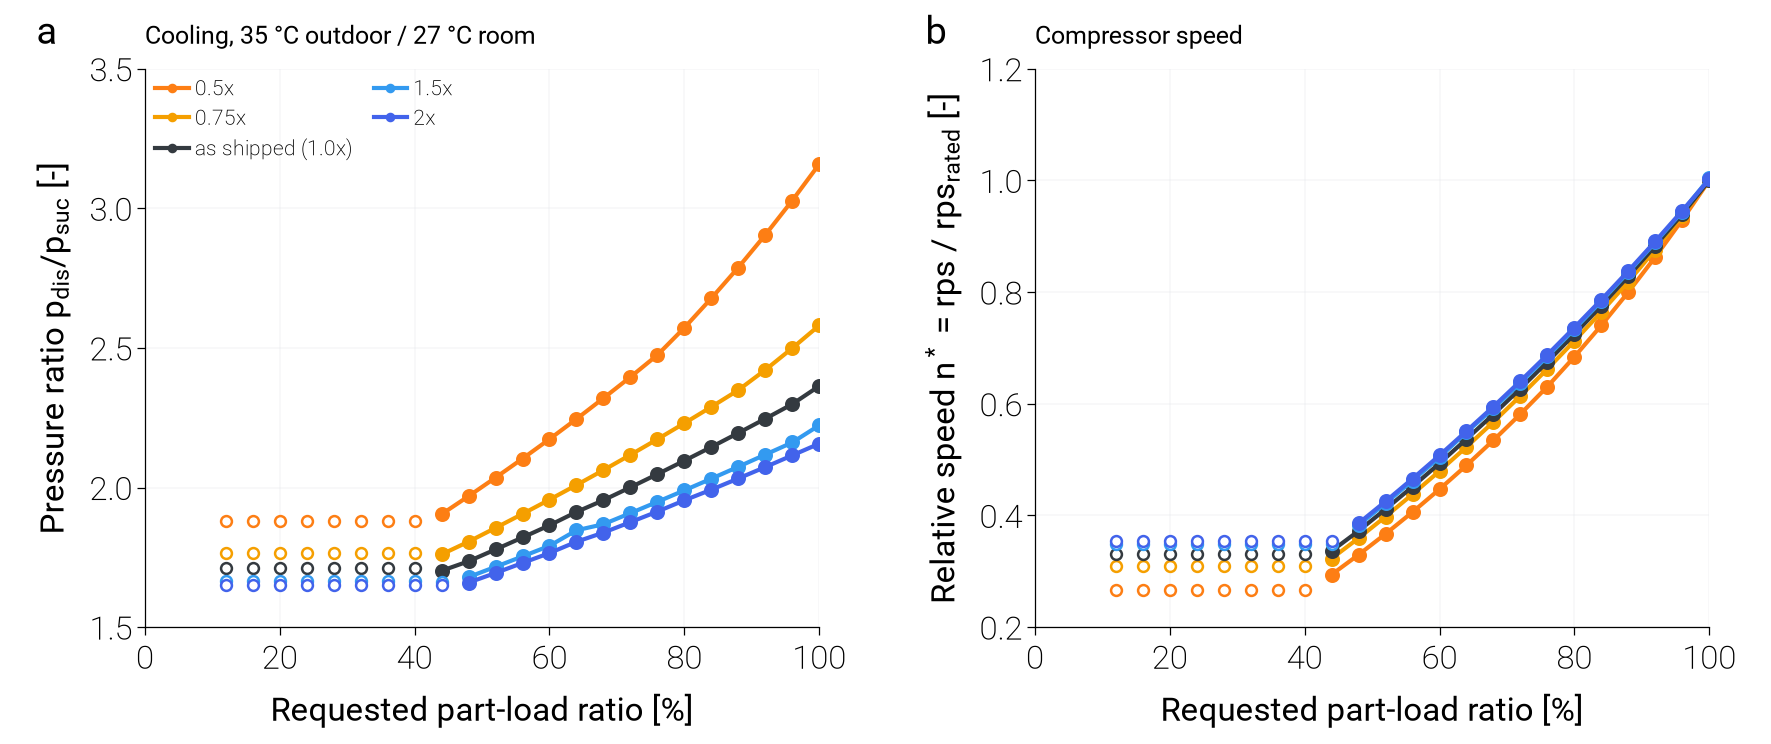 a
Cooling, 35 °C outdoor / 27 °C room
3.5
3.0
2.5
2.0
1.5
Pressure ratio pdis/psuc [-]
0.5x
0.75x
as shipped (1.0x)
1.5x
2x
0
20
40
60
80
100
Requested part-load ratio [%]
b
Compressor speed
1.2
1.0
0.8
0.6
0.4
0.2
Relative speed n* = rps / rpsrated [-]
0
20
40
60
80
100
Requested part-load ratio [%]